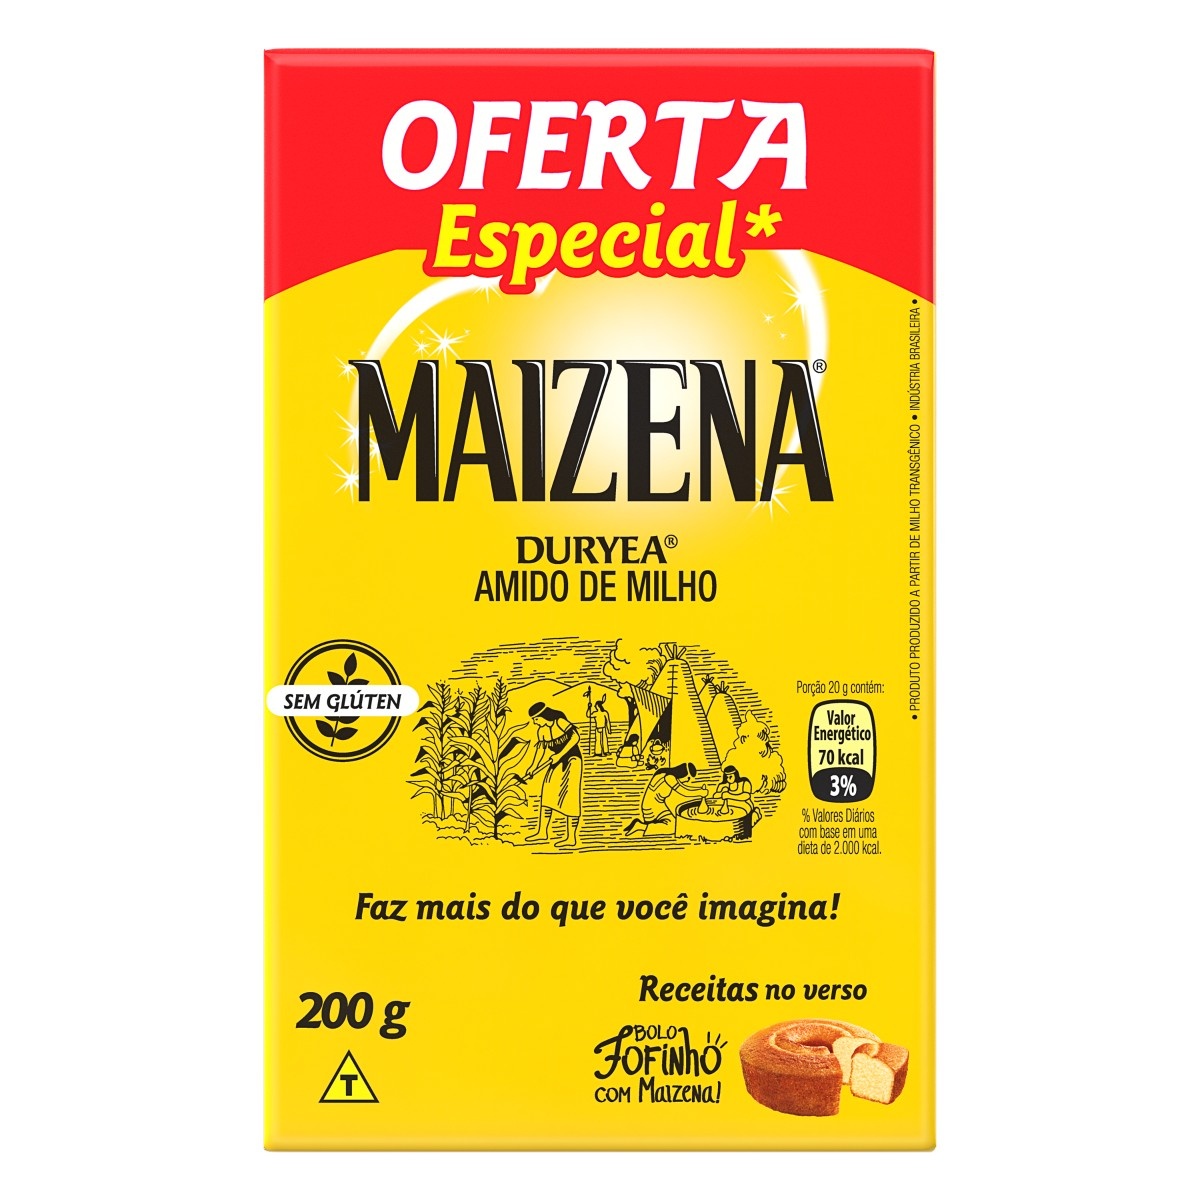 OFERTA
Especial*
MAIZENA®
DURYEA®
AMIDO DE MILHO
SEM GLÚTEN
Porção 20 g contém:
Valor
Energético
70 kcal
3%
% Valores Diários
com base em uma
dieta de 2.000 kcal.
• PRODUTO PRODUZIDO A PARTIR DE MILHO TRANSGÊNICO • INDÚSTRIA BRASILEIRA •
Faz mais do que você imagina!
Receitas no verso
200 g
T
BOLO
FOFINHO
COM MAIZENA!